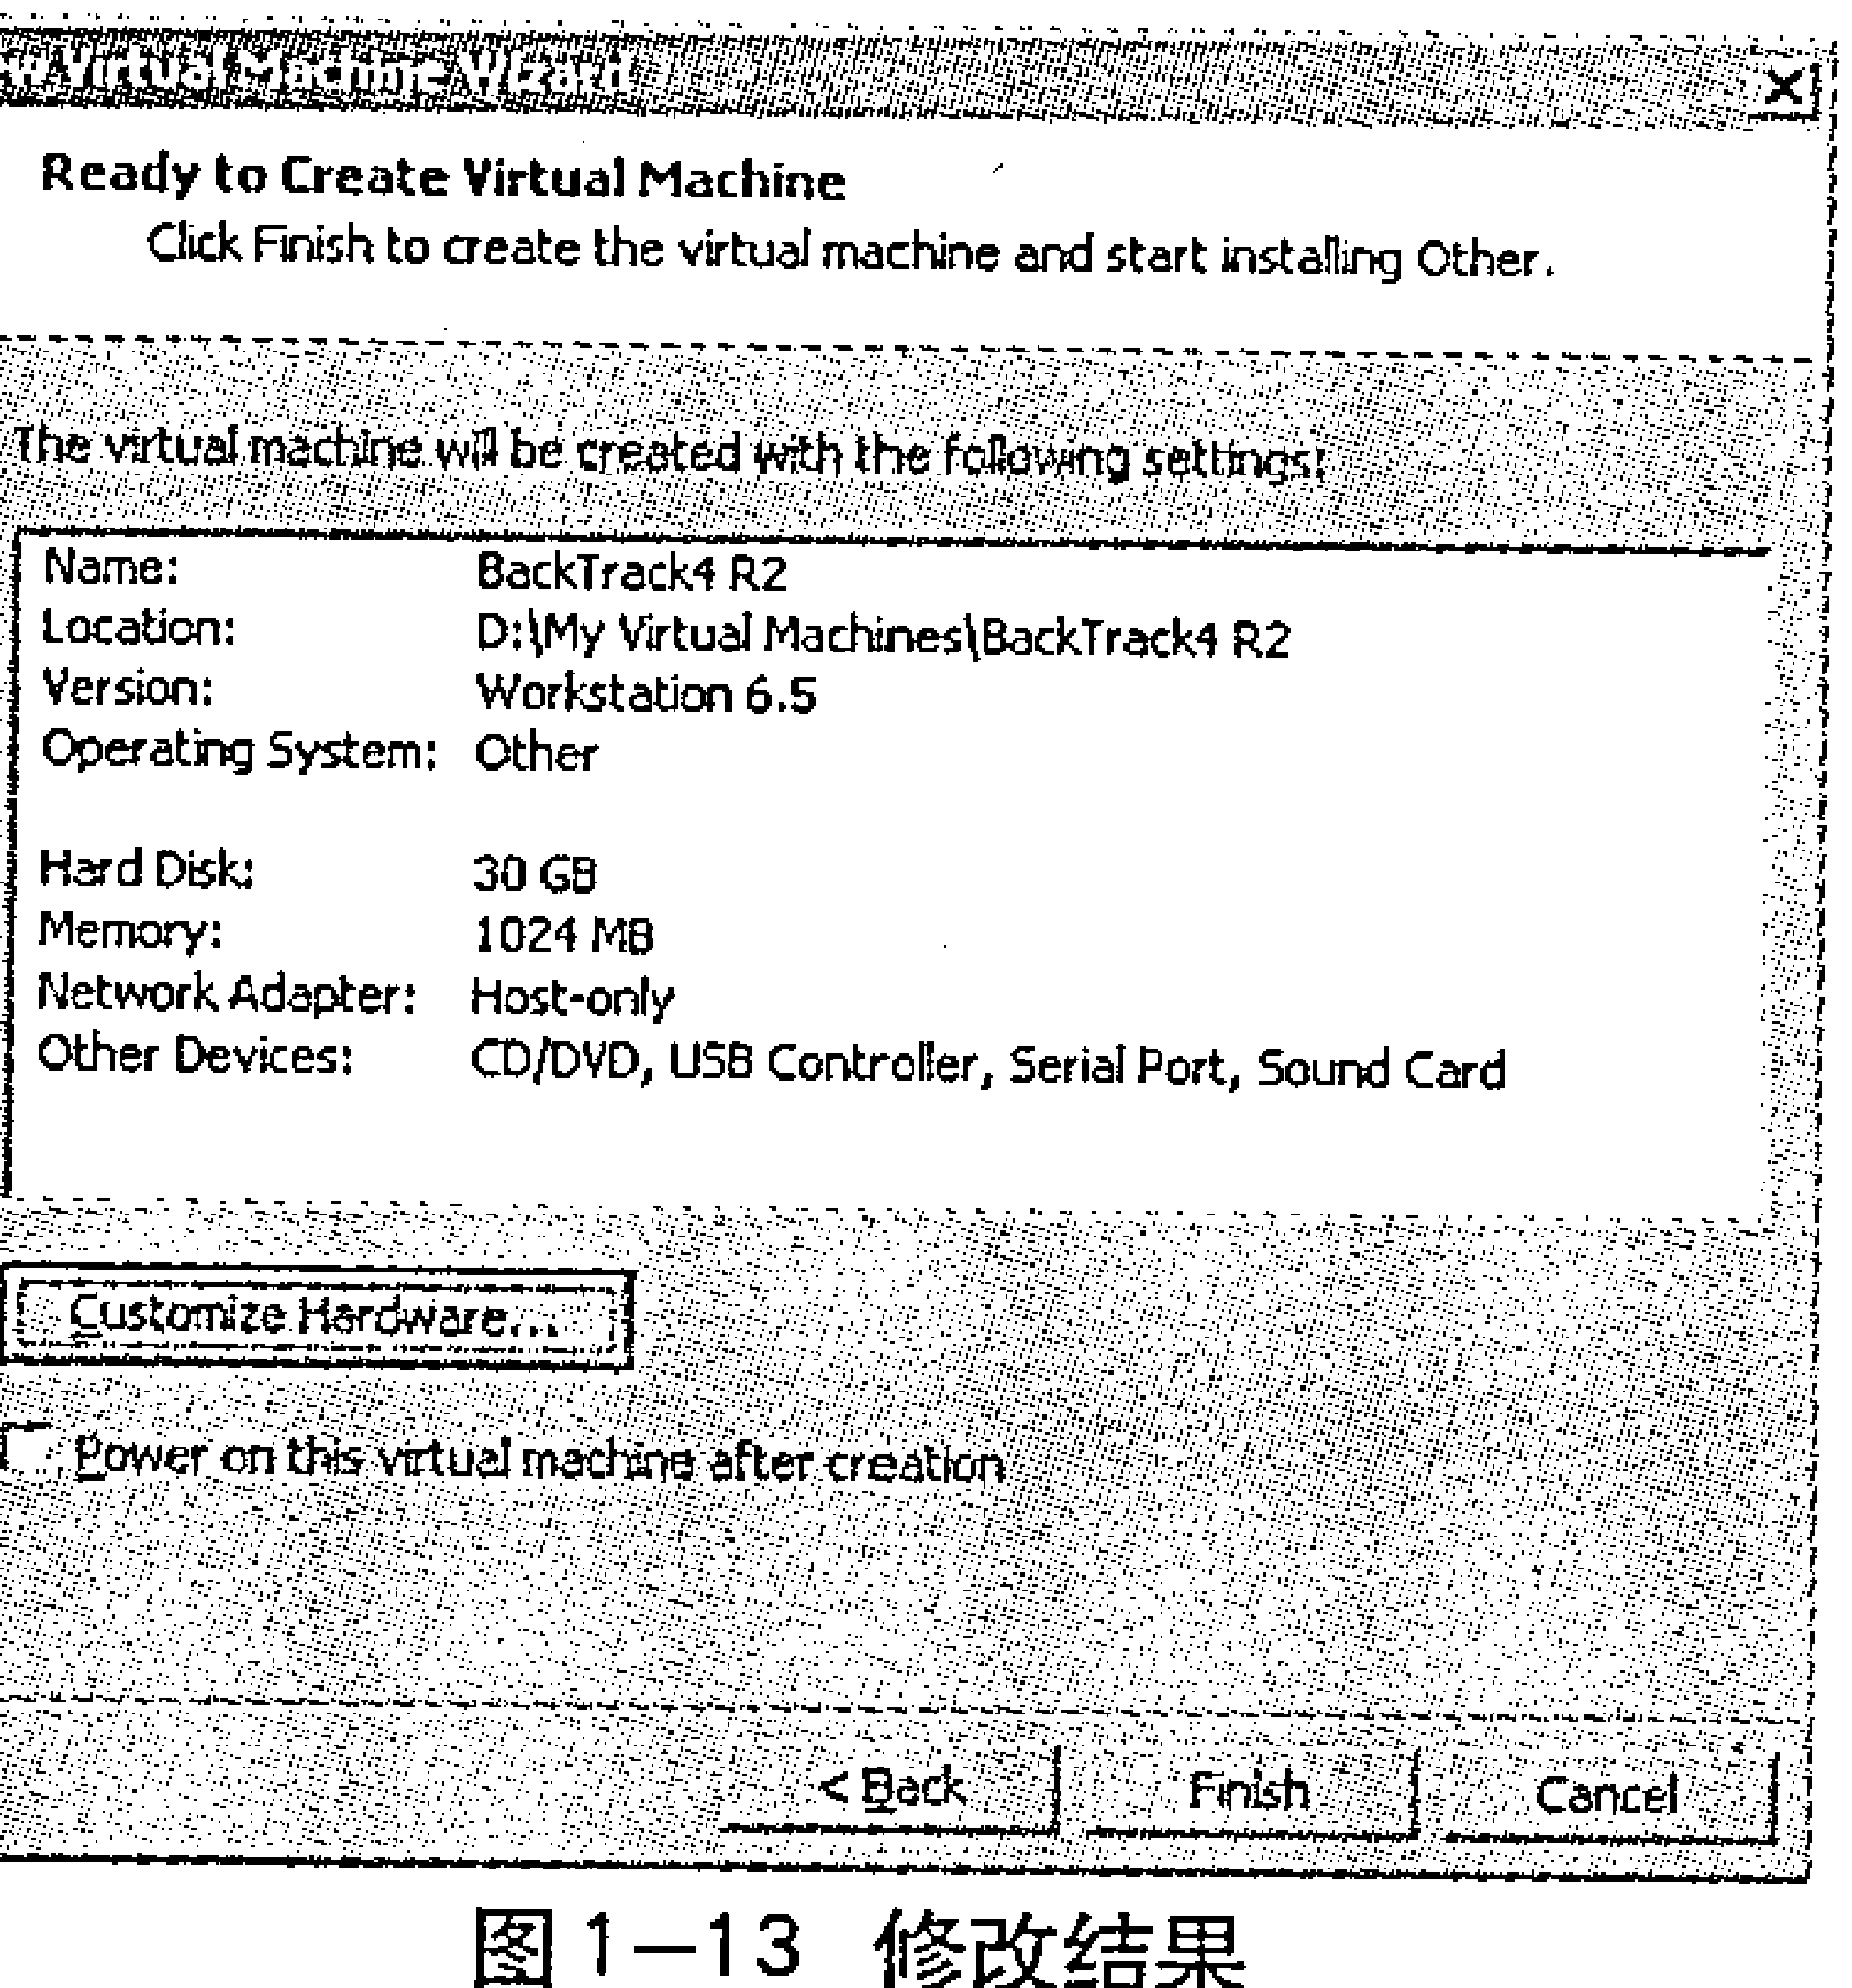 w Virtual Machine Wizard
Ready to Create Virtual Machine
Click Finish to create the virtual machine and start installing Other.
The virtual machine will be created with the following settings:
Name: BackTrack4 R2
Location: D:\My Virtual Machines\BackTrack4 R2
Version: Workstation 6.5
Operating System: Other
Hard Disk: 30 GB
Memory: 1024 MB
Network Adapter: Host-only
Other Devices: CD/DVD, USB Controller, Serial Port, Sound Card
Customize Hardware...
Power on this virtual machine after creation
< Back Finish Cancel
图 1—13 修改结果